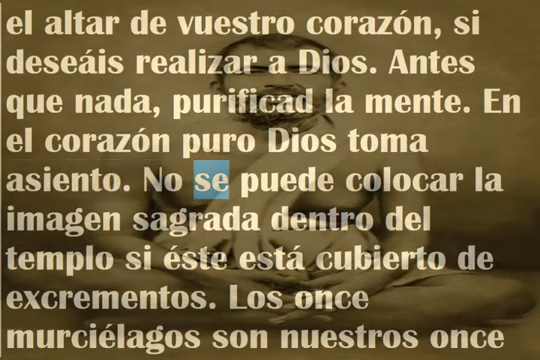 el altar de vuestro corazón, si
deseáis realizar a Dios. Antes
que nada, purificad la mente. En
el corazón puro Dios toma
asiento. No se puede colocar la
imagen sagrada dentro del
templo si éste está cubierto de
excrementos. Los once
murciélagos son nuestros once